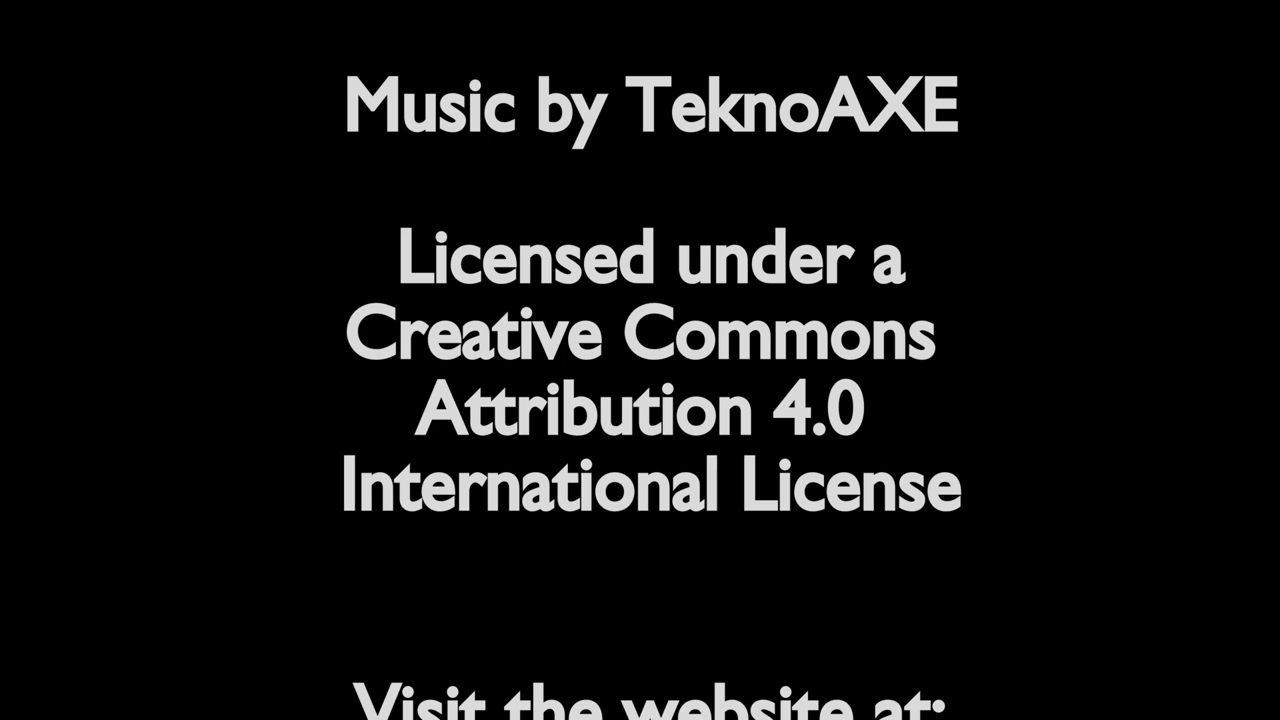 Music by TeknoAXE
Licensed under a
Creative Commons
Attribution 4.0
International License
Visit the website at: